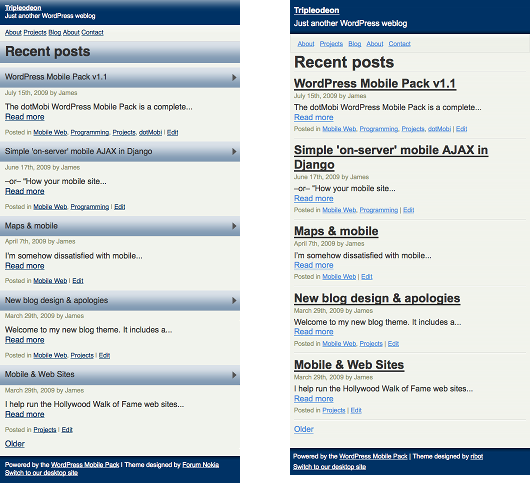 Tripleodeon
Just another WordPress weblog
About Projects Blog About Contact
Recent posts
WordPress Mobile Pack v1.1
July 15th, 2009 by James
The dotMobi WordPress Mobile Pack is a complete...
Read more
Posted in Mobile Web, Programming, Projects, dotMobi | Edit
Simple 'on-server' mobile AJAX in Django
June 17th, 2009 by James
–or– "How your mobile site...
Read more
Posted in Mobile Web, Programming | Edit
Maps & mobile
April 7th, 2009 by James
I'm somehow dissatisfied with mobile...
Read more
Posted in Mobile Web | Edit
New blog design & apologies
March 29th, 2009 by James
Welcome to my new blog theme. It includes a...
Read more
Posted in Mobile Web, Projects | Edit
Mobile & Web Sites
March 29th, 2009 by James
I help run the Hollywood Walk of Fame web sites...
Read more
Posted in Projects | Edit
Older
Powered by the WordPress Mobile Pack | Theme designed by Forum Nokia
Switch to our desktop site
Tripleodeon
Just another WordPress weblog
About Projects Blog About Contact
Recent posts
WordPress Mobile Pack v1.1
July 15th, 2009 by James
The dotMobi WordPress Mobile Pack is a complete...
Read more
Posted in Mobile Web, Programming, Projects, dotMobi | Edit
Simple 'on-server' mobile AJAX in
Django
June 17th, 2009 by James
–or– "How your mobile site...
Read more
Posted in Mobile Web, Programming | Edit
Maps & mobile
April 7th, 2009 by James
I'm somehow dissatisfied with mobile...
Read more
Posted in Mobile Web | Edit
New blog design & apologies
March 29th, 2009 by James
Welcome to my new blog theme. It includes a...
Read more
Posted in Mobile Web, Projects | Edit
Mobile & Web Sites
March 29th, 2009 by James
I help run the Hollywood Walk of Fame web sites...
Read more
Posted in Projects | Edit
Older
Powered by the WordPress Mobile Pack | Theme designed by ribot
Switch to our desktop site